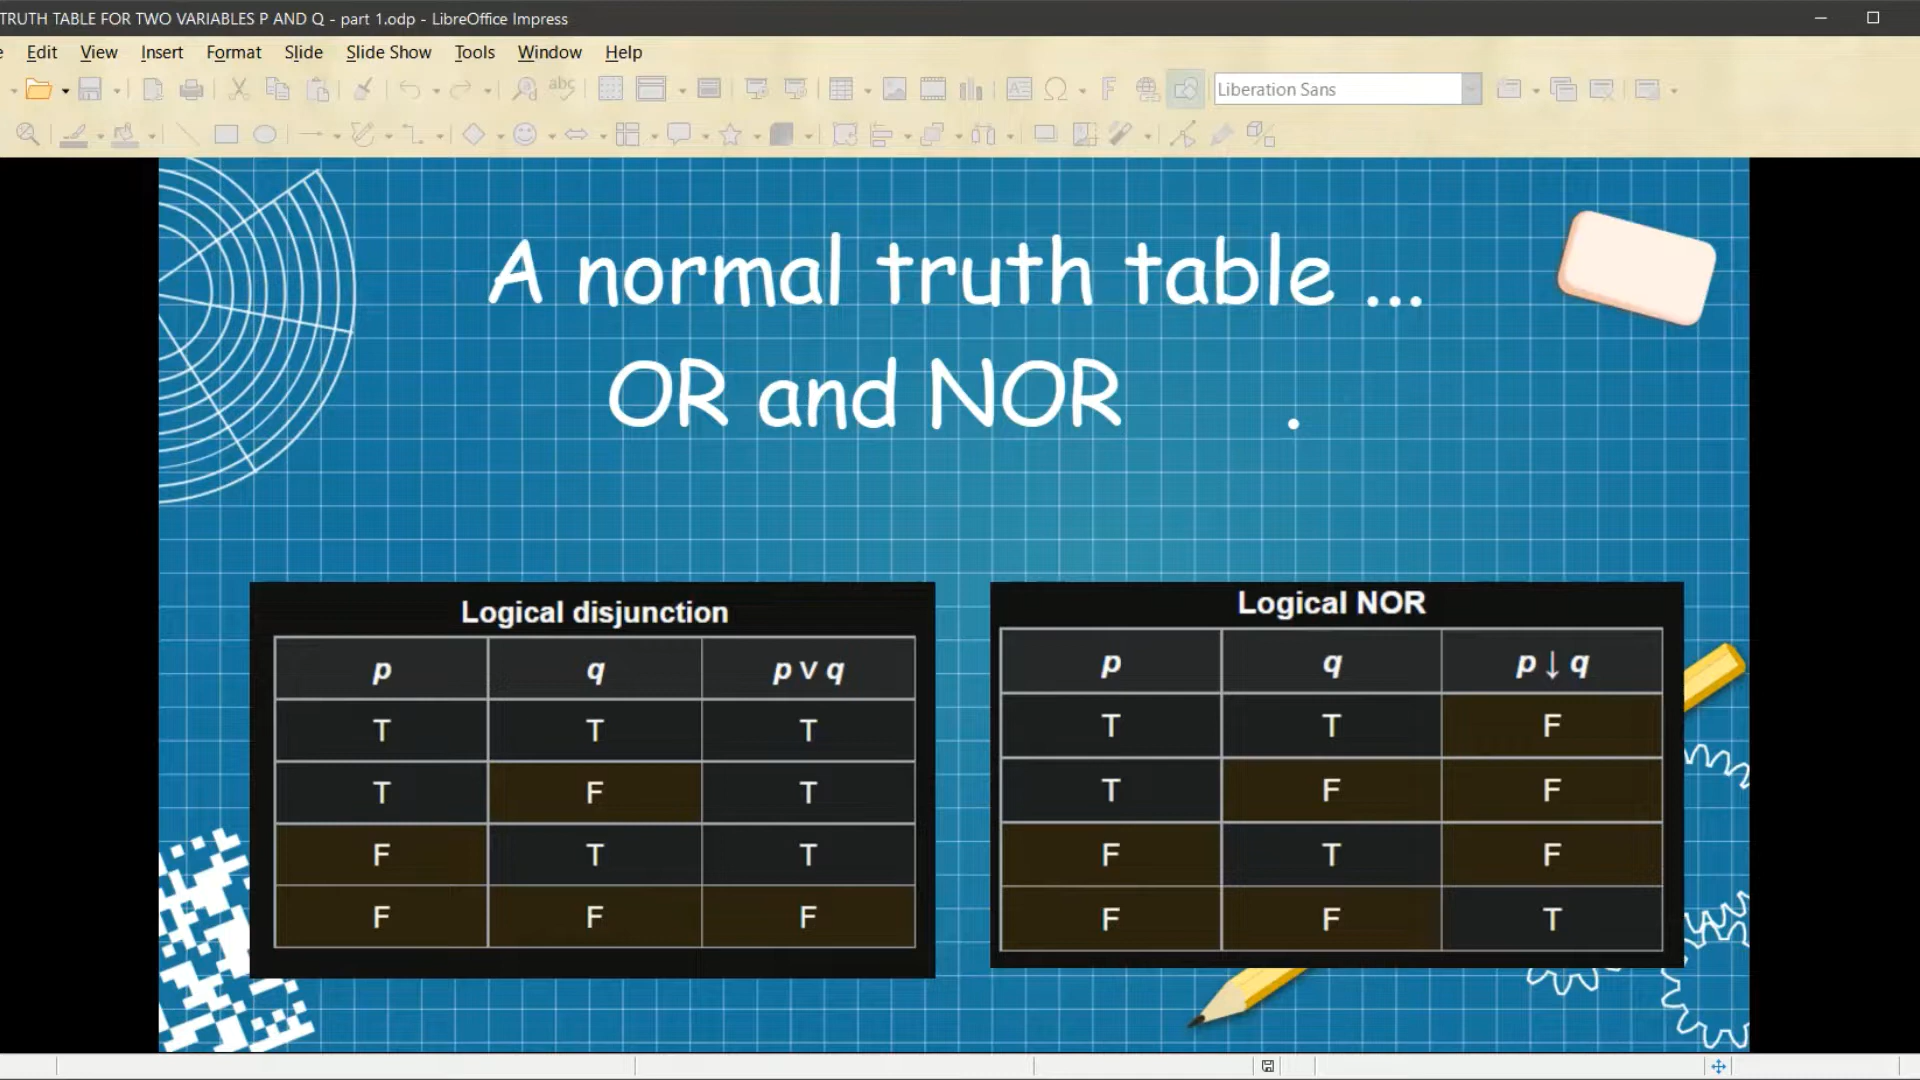 TRUTH TABLE FOR TWO VARIABLES P AND Q - part 1.odp - LibreOffice Impress
Edit View Insert Format Slide Slide Show Tools Window Help
Liberation Sans
A normal truth table ...
OR and NOR .
Logical disjunction
p q p ∨ q
T T T
T F T
F T T
F F F
Logical NOR
p q p ↓ q
T T F
T F F
F T F
F F T